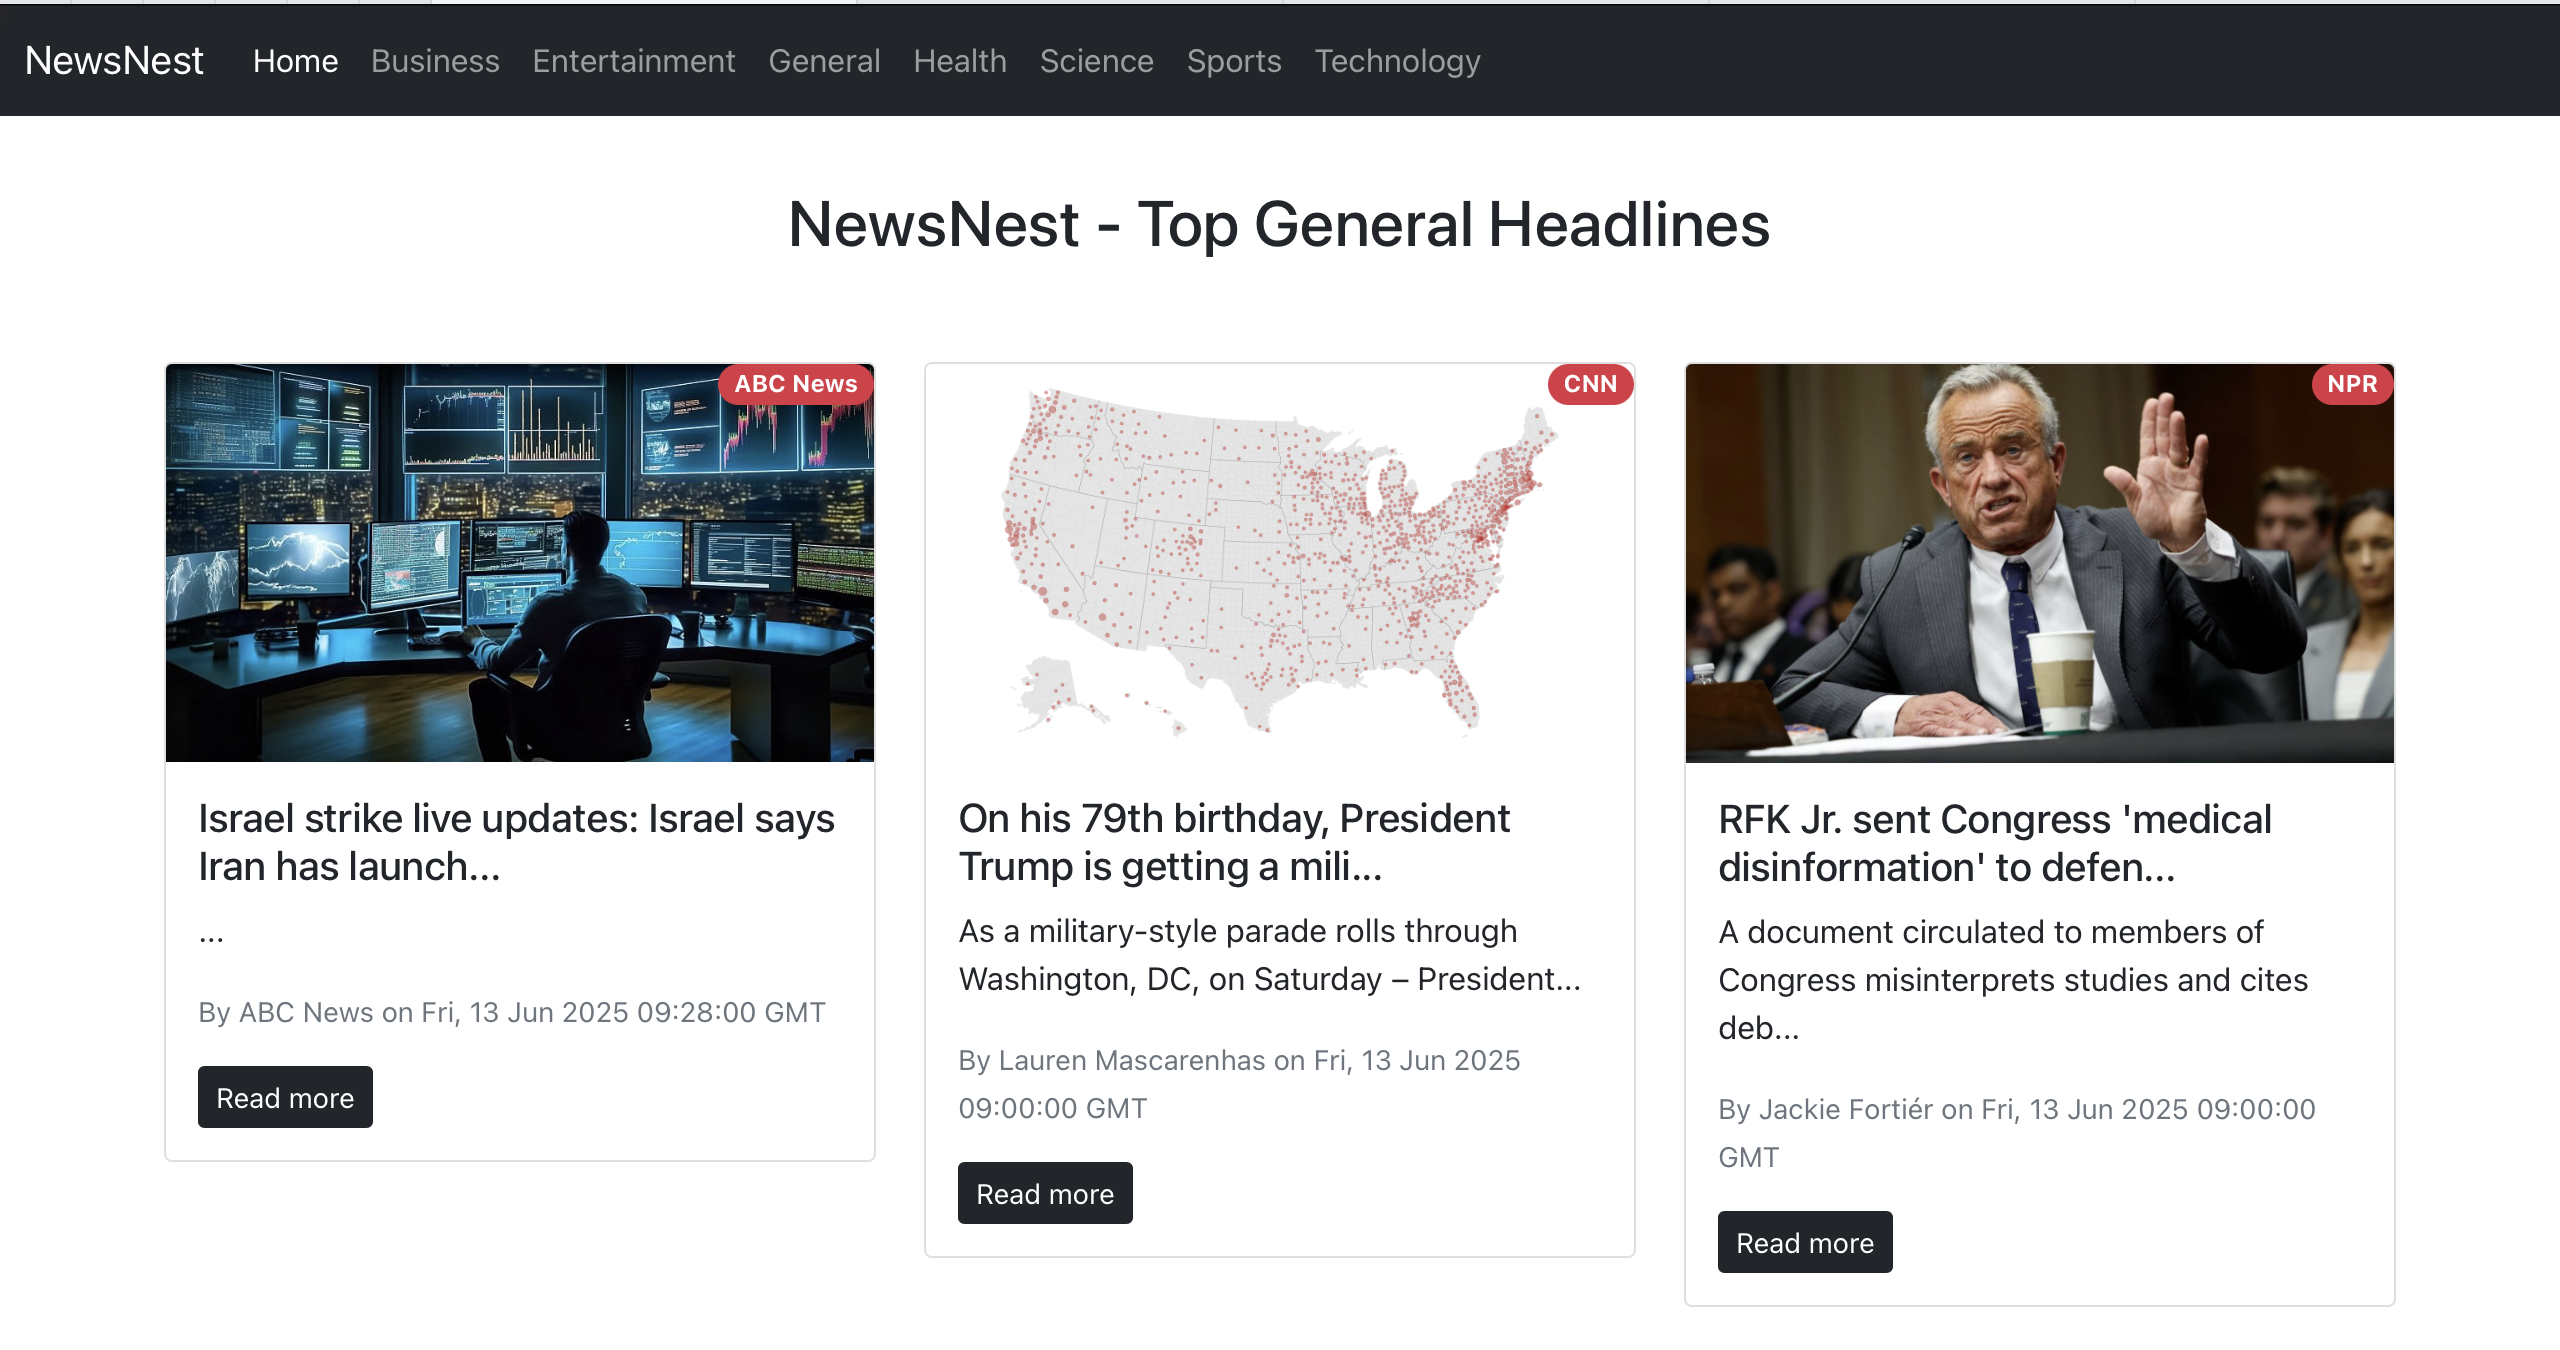 NewsNest Home Business Entertainment General Health Science Sports Technology
NewsNest - Top General Headlines
ABC News
Israel strike live updates: Israel says
Iran has launch...
...
By ABC News on Fri, 13 Jun 2025 09:28:00 GMT
Read more
CNN
On his 79th birthday, President
Trump is getting a mili...
As a military-style parade rolls through
Washington, DC, on Saturday – President...
By Lauren Mascarenhas on Fri, 13 Jun 2025
09:00:00 GMT
Read more
NPR
RFK Jr. sent Congress 'medical
disinformation' to defen...
A document circulated to members of
Congress misinterprets studies and cites
deb...
By Jackie Fortiér on Fri, 13 Jun 2025 09:00:00
GMT
Read more